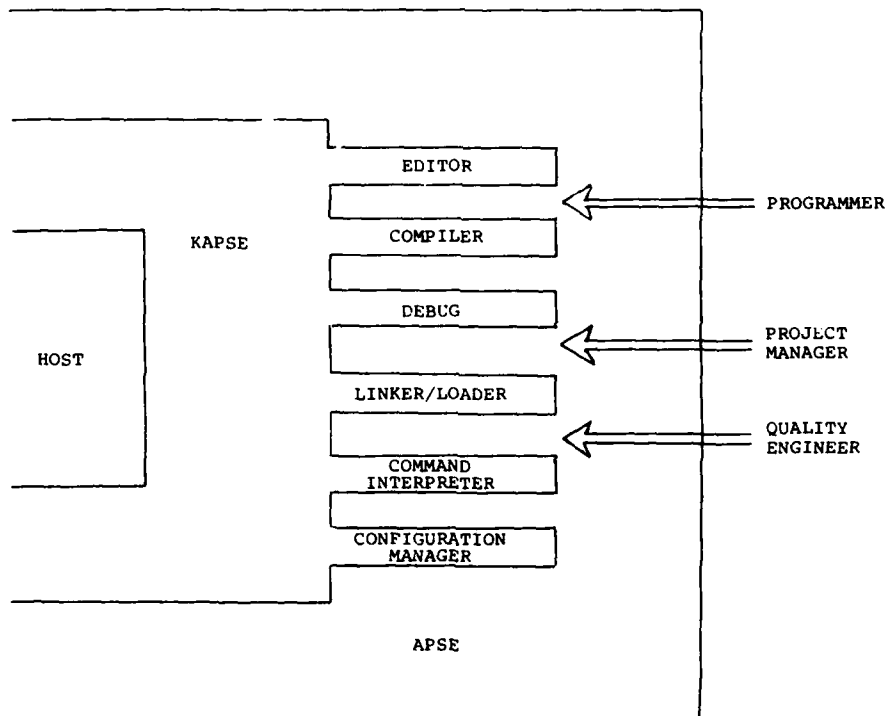 EDITOR
PROGRAMMER
COMPILER
KAPSE
DEBUG
PROJECT
MANAGER
HOST
LINKER/LOADER
QUALITY
ENGINEER
COMMAND
INTERPRETER
CONFIGURATION
MANAGER
APSE